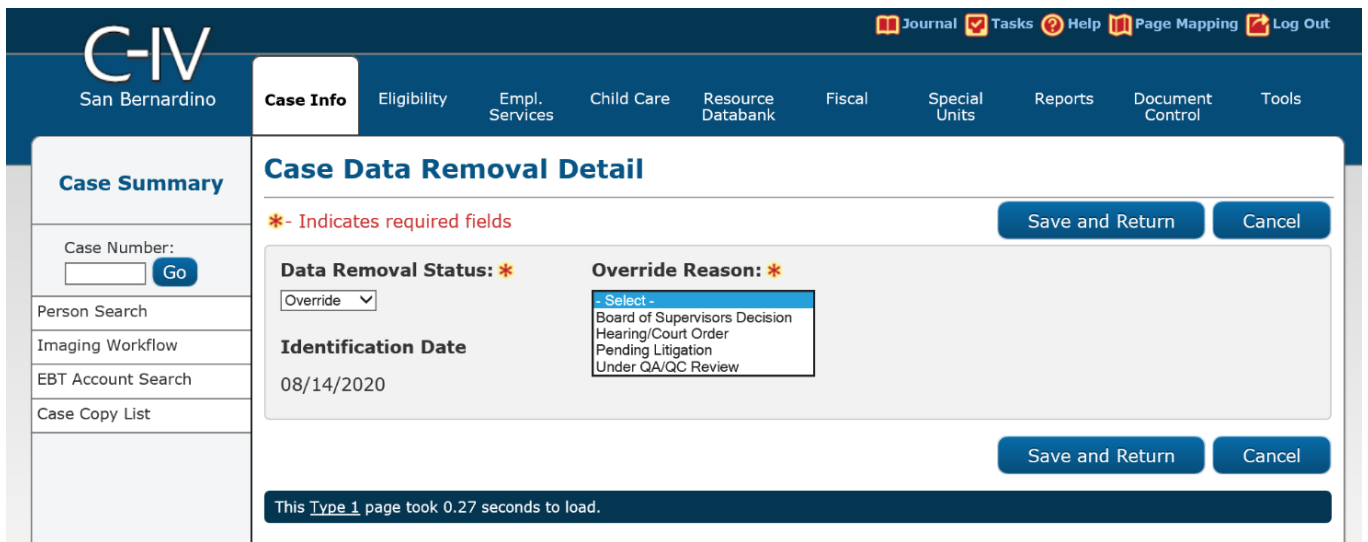 Journal Tasks Help Page Mapping Log Out
C-IV
San Bernardino
Case Info Eligibility Empl. Services Child Care Resource Databank Fiscal Special Units Reports Document Control Tools
Case Summary
Case Number:
Go
Person Search
Imaging Workflow
EBT Account Search
Case Copy List
Case Data Removal Detail
*- Indicates required fields
Save and Return Cancel
Data Removal Status: * Override Reason: *
Override - Select -
Board of Supervisors Decision
Hearing/Court Order
Pending Litigation
Under QA/QC Review
Identification Date
08/14/2020
Save and Return Cancel
This Type 1 page took 0.27 seconds to load.